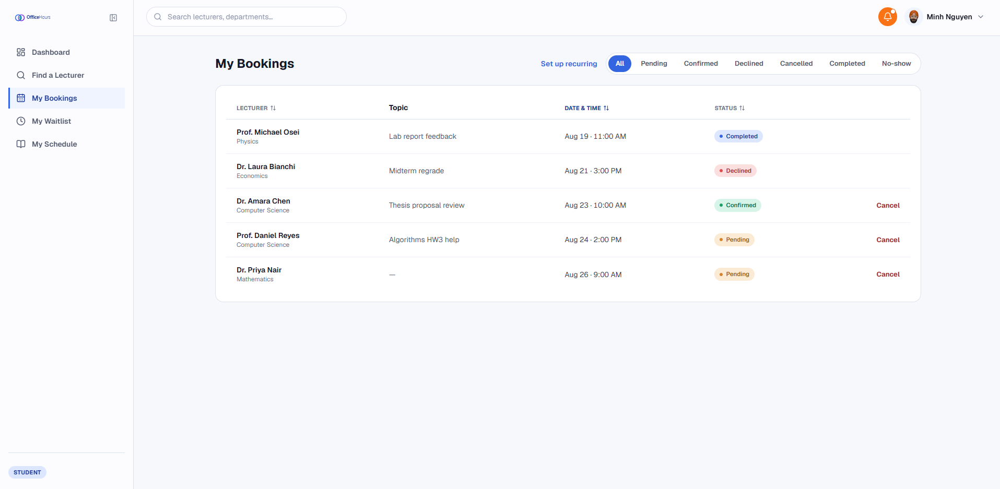 OfficeHours
Search lecturers, departments...
Minh Nguyen
Dashboard
Find a Lecturer
My Bookings
My Waitlist
My Schedule
STUDENT
My Bookings
Set up recurring
All Pending Confirmed Declined Cancelled Completed No-show
LECTURER Topic DATE & TIME STATUS
Prof. Michael Osei
Physics
Lab report feedback
Aug 19 · 11:00 AM
Completed
Dr. Laura Bianchi
Economics
Midterm regrade
Aug 21 · 3:00 PM
Declined
Dr. Amara Chen
Computer Science
Thesis proposal review
Aug 23 · 10:00 AM
Confirmed
Cancel
Prof. Daniel Reyes
Computer Science
Algorithms HW3 help
Aug 24 · 2:00 PM
Pending
Cancel
Dr. Priya Nair
Mathematics
—
Aug 26 · 9:00 AM
Pending
Cancel